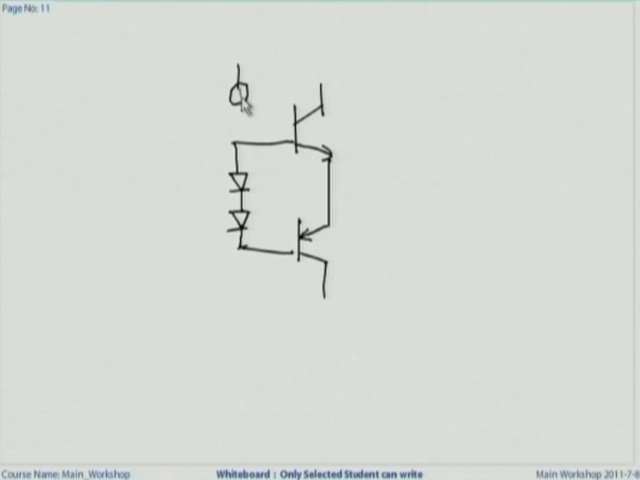 Page No: 11
Course Name: Main_Workshop
Whiteboard : Only Selected Student can write
Main Workshop 2011-7-8